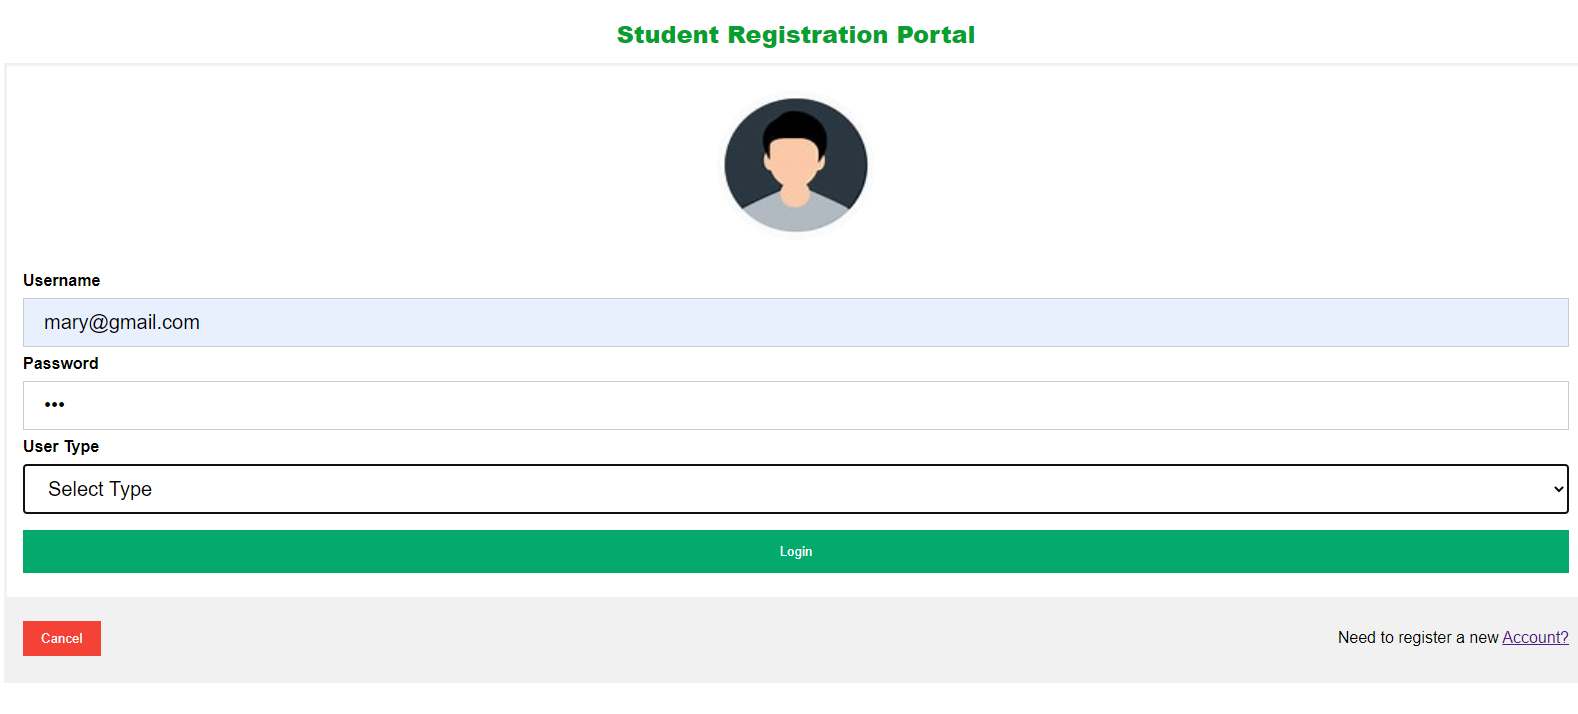 Student Registration Portal
Username
mary@gmail.com
Password
•••
User Type
Select Type
Login
Cancel
Need to register a new Account?